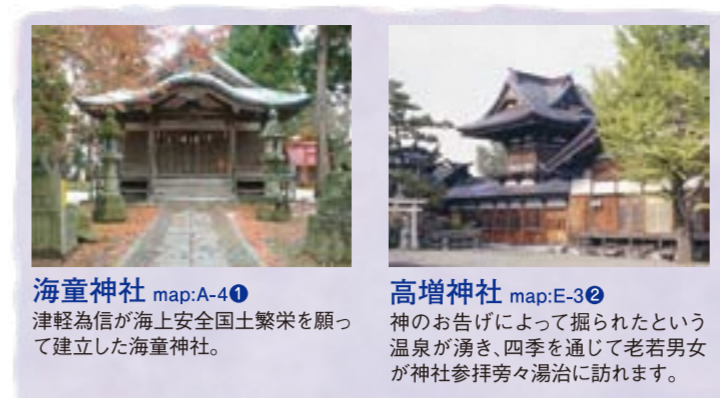 海童神社 map:A-4❶
津軽為信が海上安全国土繁栄を願っ
て建立した海童神社。
高増神社 map:E-3❷
神のお告げによって掘られたという
温泉が湧き、四季を通じて老若男女
が神社参拝旁々湯治に訪れます。